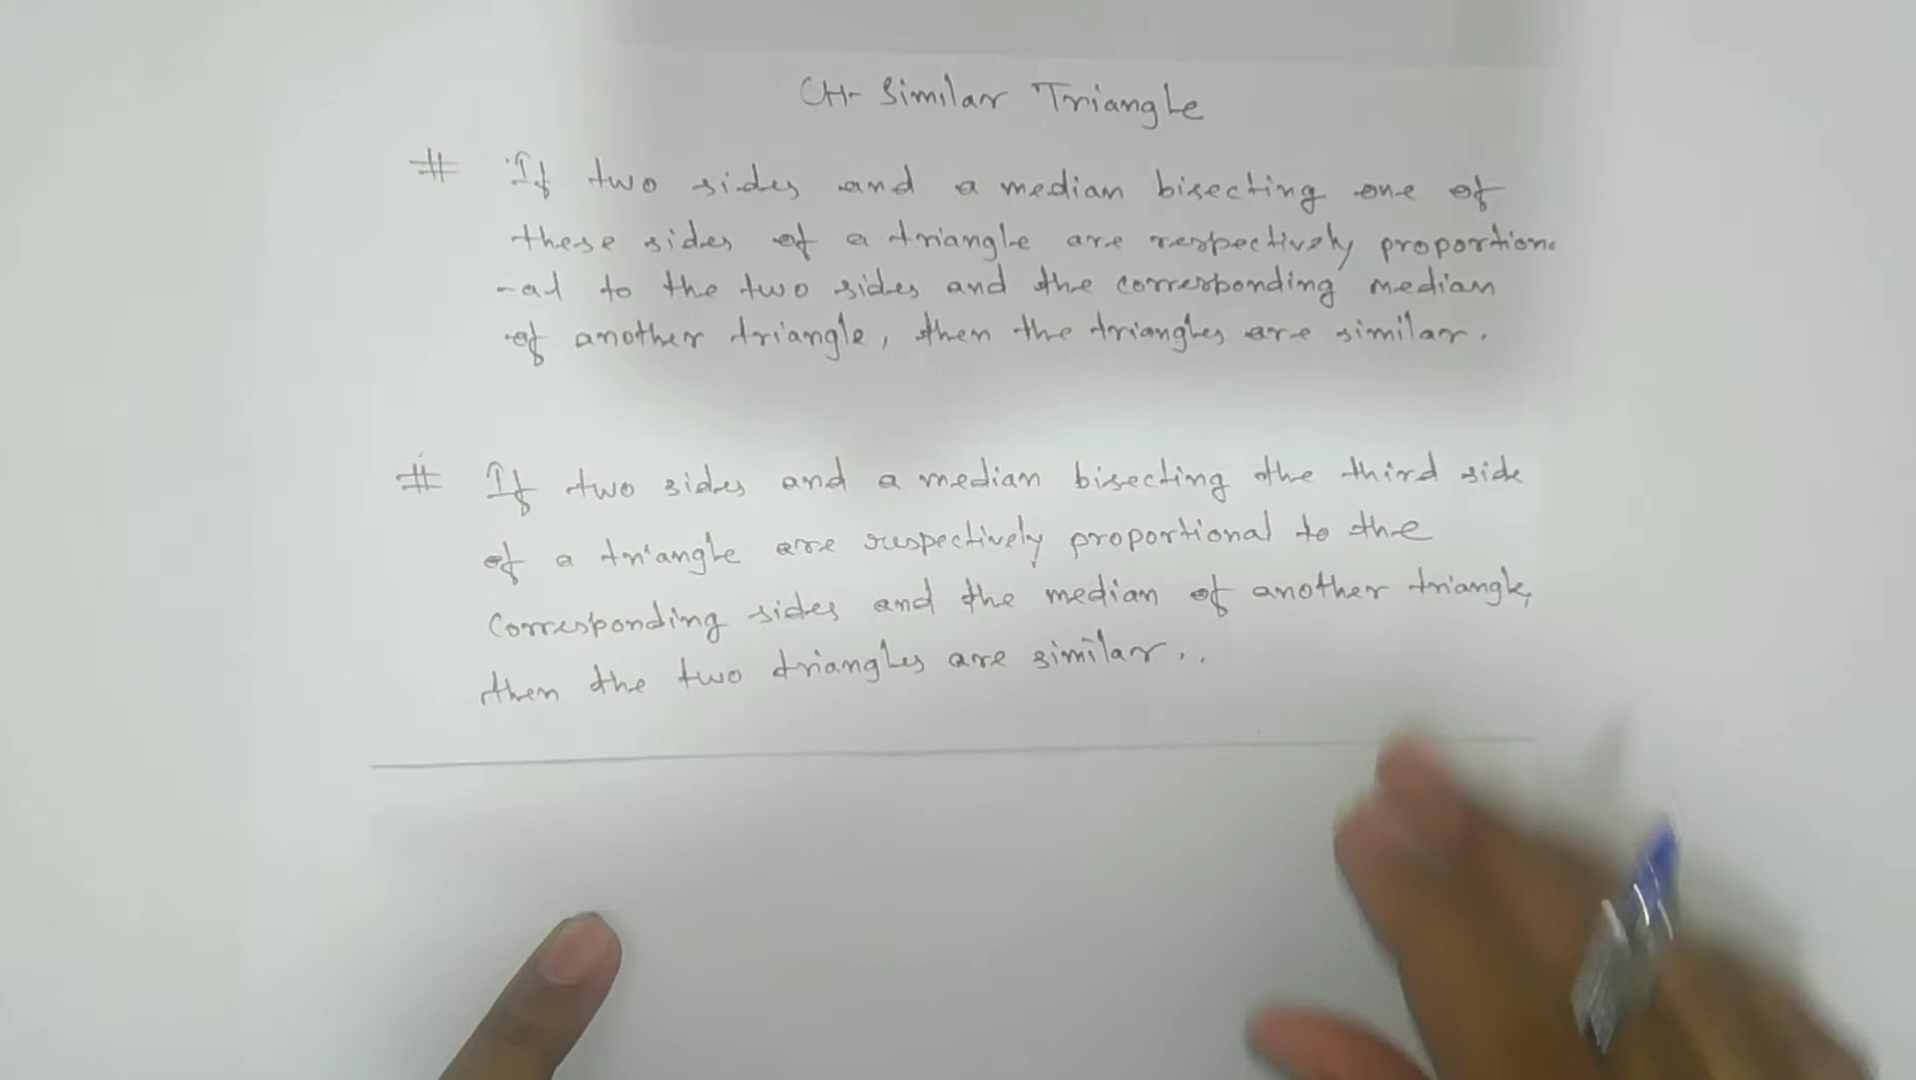 CH- Similar Triangle
# If two sides and a median bisecting one of
these sides of a triangle are respectively proportion
-al to the two sides and the corresponding median
of another triangle, then the triangles are similar.
# If two sides and a median bisecting the third side
of a triangle are respectively proportional to the
corresponding sides and the median of another triangle,
then the two triangles are similar..